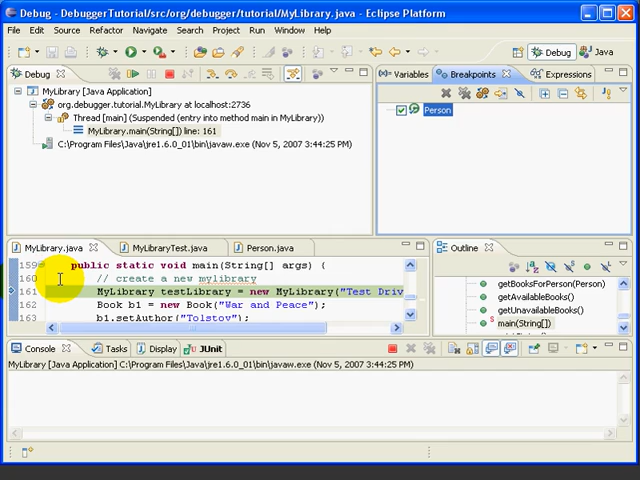 Debug - DebuggerTutorial/src/org/debugger/tutorial/MyLibrary.java - Eclipse Platform
File Edit Source Refactor Navigate Search Project Run Window Help
Debug Java
Debug
Variables Breakpoints Expressions
MyLibrary [Java Application]
org.debugger.tutorial.MyLibrary at localhost:2736
Thread [main] (Suspended (entry into method main in MyLibrary))
MyLibrary.main(String[]) line: 161
C:\Program Files\Java\jre1.6.0_01\bin\javaw.exe (Nov 5, 2007 3:44:25 PM)
Person
MyLibrary.java MyLibraryTest.java Person.java
Outline
159 public static void main(String[] args) {
160 // create a new mylibrary
161 MyLibrary testLibrary = new MyLibrary("Test Driv
162 Book b1 = new Book("War and Peace");
163 b1.setAuthor("Tolstov");
getBooksForPerson(Person)
getAvailableBooks()
getUnavailableBooks()
main(String[])
Console Tasks Display JUnit
MyLibrary [Java Application] C:\Program Files\Java\jre1.6.0_01\bin\javaw.exe (Nov 5, 2007 3:44:25 PM)